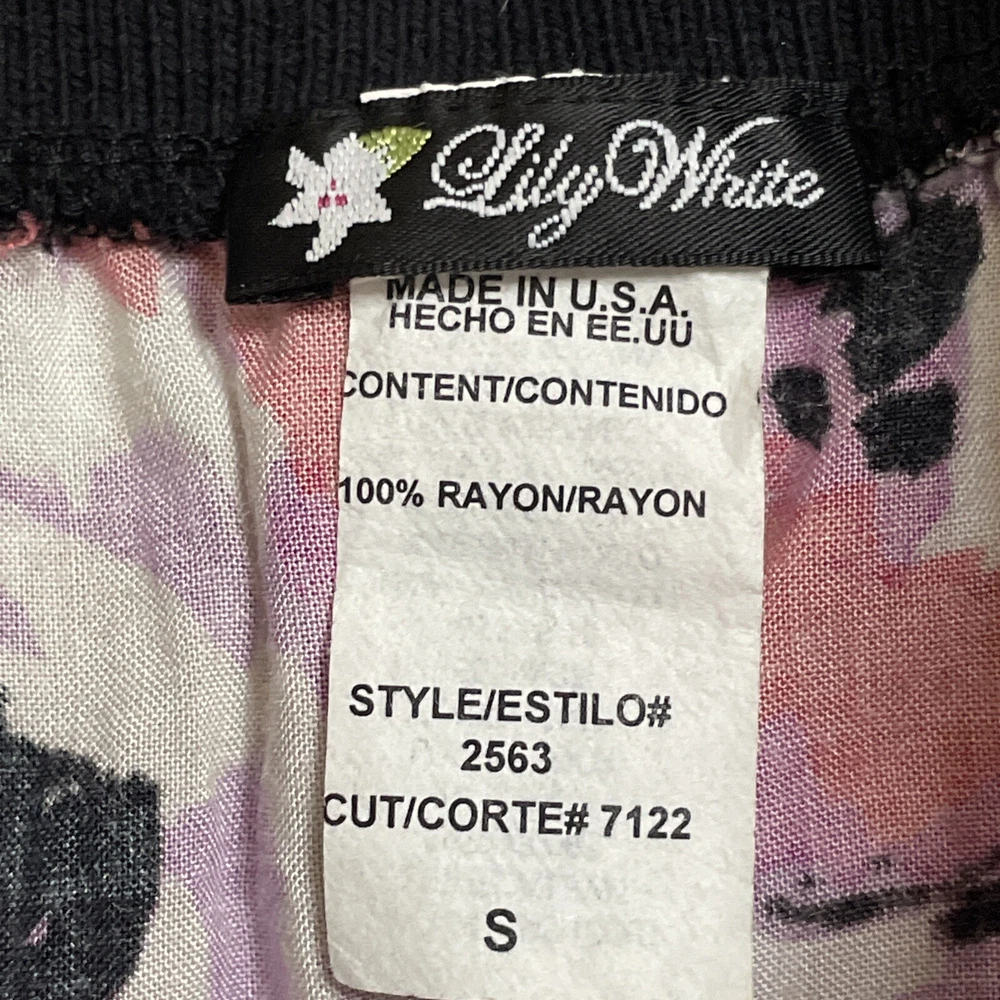 Lily White
MADE IN U.S.A.
HECHO EN EE.UU
CONTENT/CONTENIDO
100% RAYON/RAYON
STYLE/ESTILO#
2563
CUT/CORTE# 7122
S